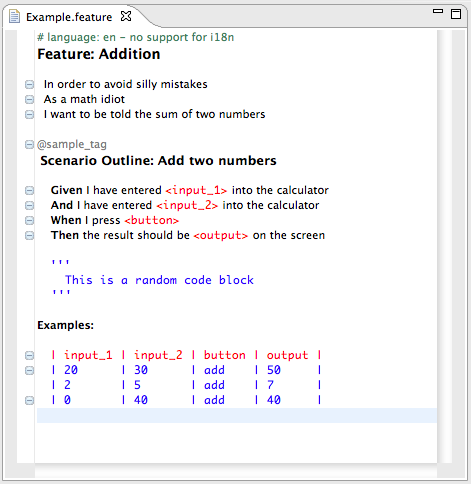 Example.feature
# language: en - no support for i18n
Feature: Addition
In order to avoid silly mistakes
As a math idiot
I want to be told the sum of two numbers
@sample_tag
Scenario Outline: Add two numbers
Given I have entered <input_1> into the calculator
And I have entered <input_2> into the calculator
When I press <button>
Then the result should be <output> on the screen
'''
This is a random code block
'''
Examples:
| input_1 | input_2 | button | output |
| 20 | 30 | add | 50 |
| 2 | 5 | add | 7 |
| 0 | 40 | add | 40 |